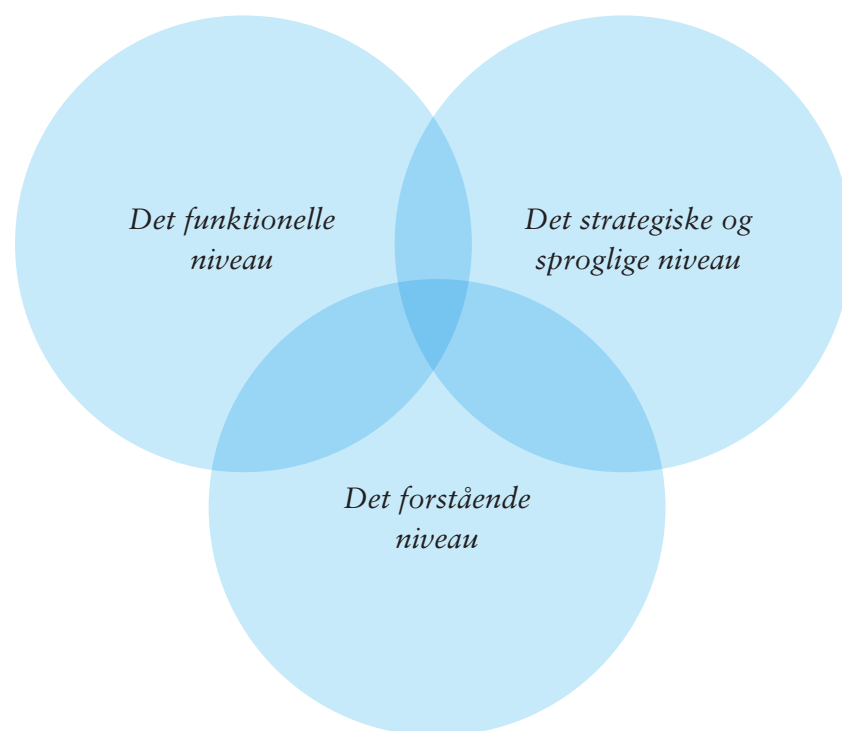 Det funktionelle
niveau
Det strategiske og
sproglige niveau
Det forstående
niveau